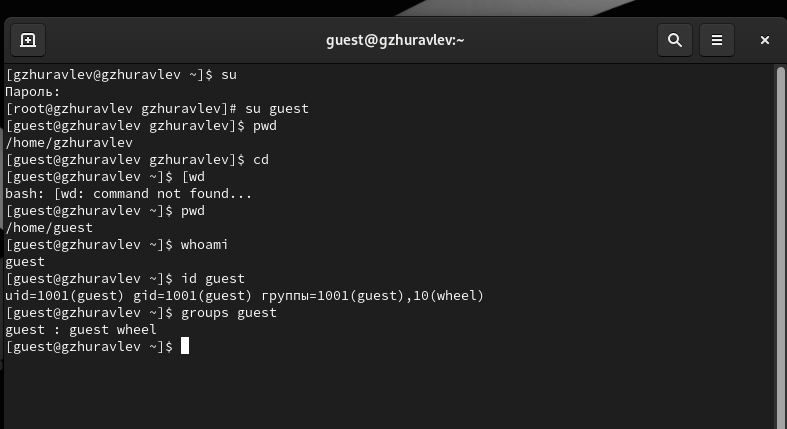 guest@gzhuravlev:~
[gzhuravlev@gzhuravlev ~]$ su
Пароль:
[root@gzhuravlev gzhuravlev]# su guest
[guest@gzhuravlev gzhuravlev]$ pwd
/home/gzhuravlev
[guest@gzhuravlev gzhuravlev]$ cd
[guest@gzhuravlev ~]$ [wd
bash: [wd: command not found...
[guest@gzhuravlev ~]$ pwd
/home/guest
[guest@gzhuravlev ~]$ whoami
guest
[guest@gzhuravlev ~]$ id guest
uid=1001(guest) gid=1001(guest) группы=1001(guest),10(wheel)
[guest@gzhuravlev ~]$ groups guest
guest : guest wheel
[guest@gzhuravlev ~]$